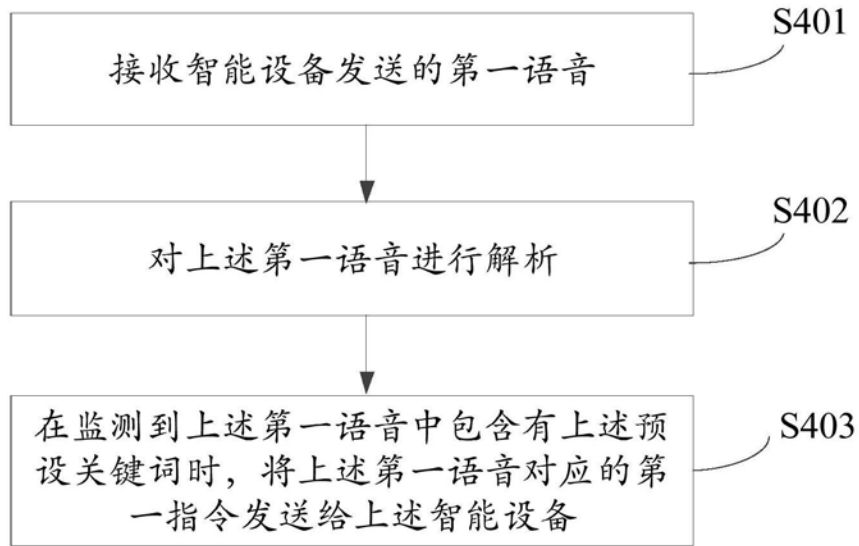 S401
接收智能设备发送的第一语音
S402
对上述第一语音进行解析
S403
在监测到上述第一语音中包含有上述预
设关键词时，将上述第一语音对应的第
一指令发送给上述智能设备